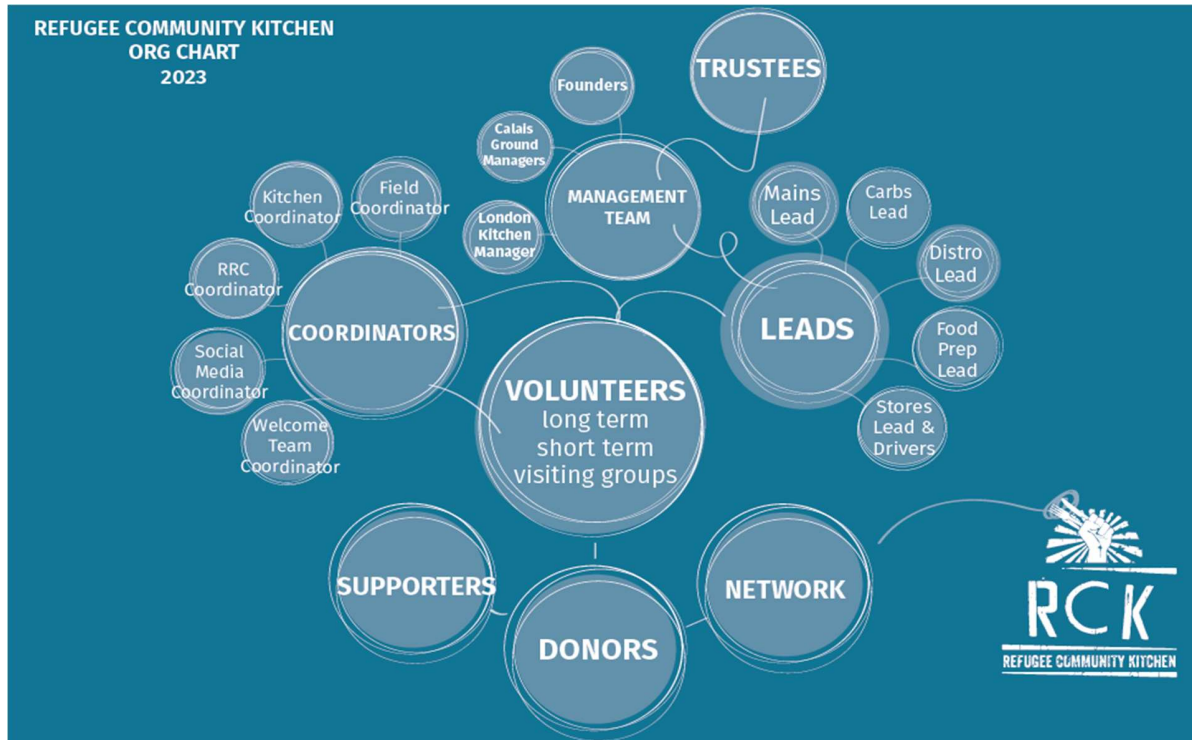 REFUGEE COMMUNITY KITCHEN
ORG CHART
2023
TRUSTEES
Founders
Calais
Ground
Managers
London
Kitchen
Manager
MANAGEMENT
TEAM
Mains
Lead
Carbs
Lead
Distro
Lead
Food
Prep
Lead
Stores
Lead &
Drivers
LEADS
Kitchen
Coordinator
Field
Coordinator
RRC
Coordinator
Social
Media
Coordinator
Welcome
Team
Coordinator
COORDINATORS
VOLUNTEERS
long term
short term
visiting groups
SUPPORTERS
DONORS
NETWORK
RCK
REFUGEE COMMUNITY KITCHEN